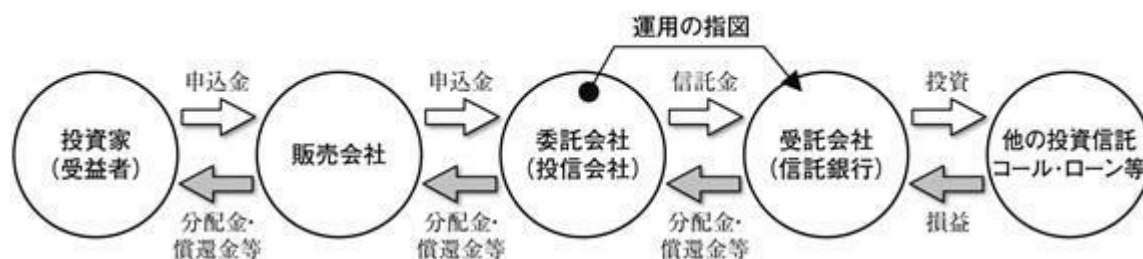 運用の指図
申込金
申込金
信託金
投資
投資家
(受益者)
販売会社
委託会社
(投信会社)
受託会社
(信託銀行)
他の投資信託
コール・ローン等
分配金・
償還金等
分配金・
償還金等
分配金・
償還金等
損益